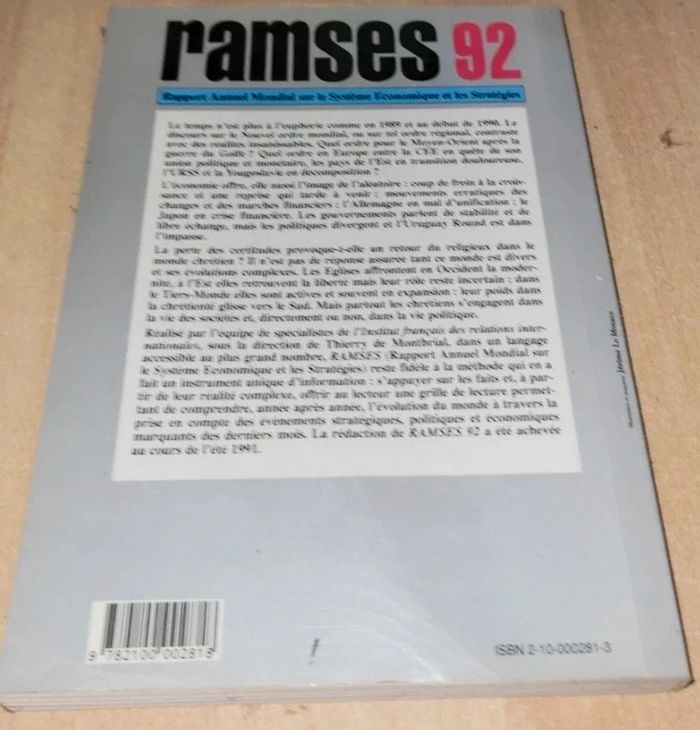 ramses 92
Rapport Annuel Mondial sur le Système Economique et les Stratégies
Le temps n'est plus à l'euphorie comme en 1989 et au début de 1990. Le
discours sur le Nouvel ordre mondial, ou sur tel ordre régional, contraste
avec des réalités insaisissables. Quel ordre pour le Moyen-Orient après la
guerre du Golfe ? Quel ordre en Europe entre la CEE en quête de son
union politique et monétaire, les pays de l'Est en transition douloureuse,
l'URSS et la Yougoslavie en décomposition ?
L'économie offre, elle aussi l'image de l'aléatoire : coup de frein à la crois-
sance et une reprise qui tarde à venir ; mouvements erratiques des
changes et des marchés financiers ; l'Allemagne en mal d'unification ; le
Japon en crise financière. Les gouvernements parlent de stabilité et de
libre échange, mais les politiques divergent et l'Uruguay Round est dans
l'impasse.
La perte des certitudes provoque-t-elle un retour du religieux dans le
monde chrétien ? Il n'est pas de réponse assurée tant ce monde est divers
et ses évolutions complexes. Les Eglises affrontent en Occident la moder-
nité, à l'Est elles retrouvent la liberté mais leur rôle reste incertain ; dans
le Tiers-Monde elles sont actives et souvent en expansion ; leur poids dans
la chrétienté glisse vers le Sud. Mais partout les chrétiens s'engagent dans
la vie des sociétés et, directement ou non, dans la vie politique.
Réalisé par l'équipe de spécialistes de l'Institut français des relations inter-
nationales, sous la direction de Thierry de Montbrial, dans un langage
accessible au plus grand nombre, RAMSES (Rapport Annuel Mondial sur
le Système Economique et les Stratégies) reste fidèle à la méthode qui en a
fait un instrument unique d'information : s'appuyer sur les faits et, à par-
tir de leur réalité complexe, offrir au lecteur une grille de lecture permet-
tant de comprendre, année après année, l'évolution du monde à travers la
prise en compte des événements stratégiques, politiques et économiques
marquants des derniers mois. La rédaction de RAMSES 92 a été achevée
au cours de l'été 1991.
Jérôme Lo Monaco
9 782100 002818
ISBN 2-10-000281-3